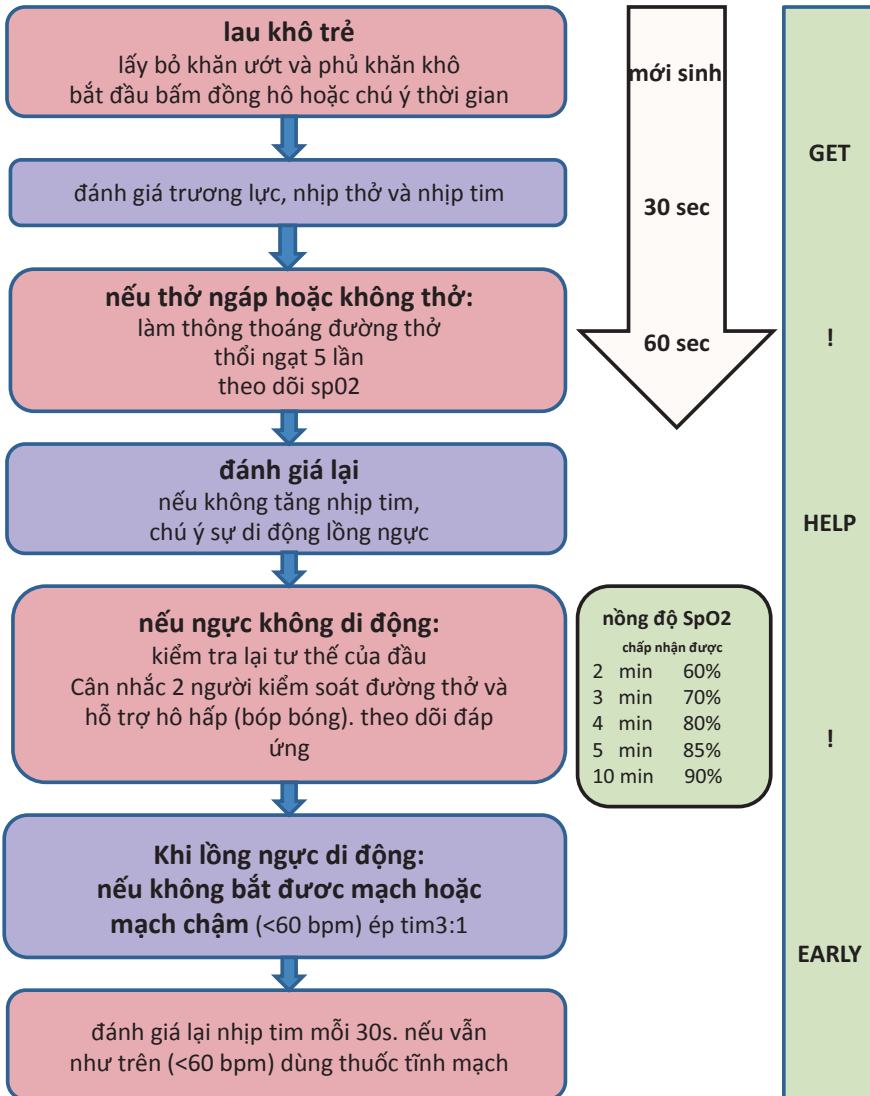 lau khô trẻ
lấy bỏ khăn ướt và phủ khăn khô
bắt đầu bấm đồng hô hoặc chú ý thời gian
đánh giá trương lực, nhịp thở và nhịp tim
nếu thở ngáp hoặc không thở:
làm thông thoáng đường thở
thổi ngạt 5 lần
theo dõi sp02
đánh giá lại
nếu không tăng nhịp tim,
chú ý sự di động lồng ngực
nếu ngực không di động:
kiểm tra lại tư thế của đầu
Cân nhắc 2 người kiểm soát đường thở và
hỗ trợ hô hấp (bóp bóng). theo dõi đáp
ứng
Khi lồng ngực di động:
nếu không bắt đươc mạch hoặc
mạch chậm (<60 bpm) ép tim3:1
đánh giá lại nhịp tim mỗi 30s. nếu vẫn
như trên (<60 bpm) dùng thuốc tĩnh mạch
mới sinh
30 sec
60 sec
nồng độ SpO2
chấp nhận được
2 min 60%
3 min 70%
4 min 80%
5 min 85%
10 min 90%
GET
!
HELP
!
EARLY